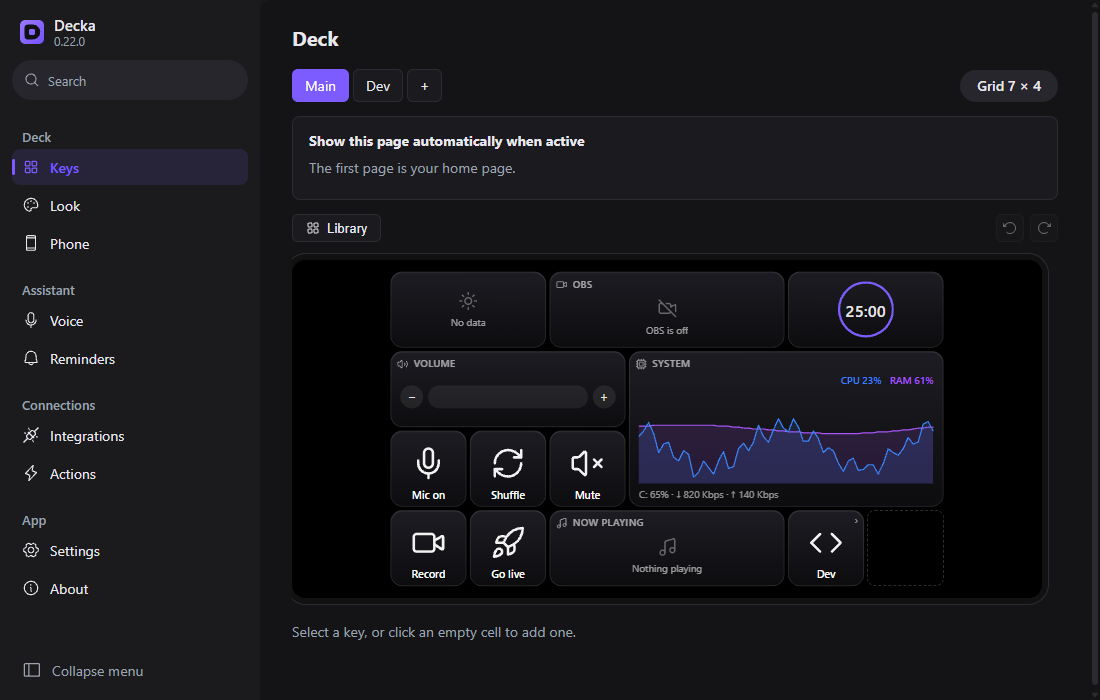 Decka
0.22.0
Search
Deck
Keys
Look
Phone
Assistant
Voice
Reminders
Connections
Integrations
Actions
App
Settings
About
Collapse menu
Deck
Main
Dev
+
Grid 7 × 4
Show this page automatically when active
The first page is your home page.
Library
No data
OBS
OBS is off
25:00
VOLUME
−
+
SYSTEM
CPU 23% RAM 61%
C: 65% · ↓ 820 Kbps · ↑ 140 Kbps
Mic on
Shuffle
Mute
Record
Go live
NOW PLAYING
Nothing playing
Dev
Select a key, or click an empty cell to add one.